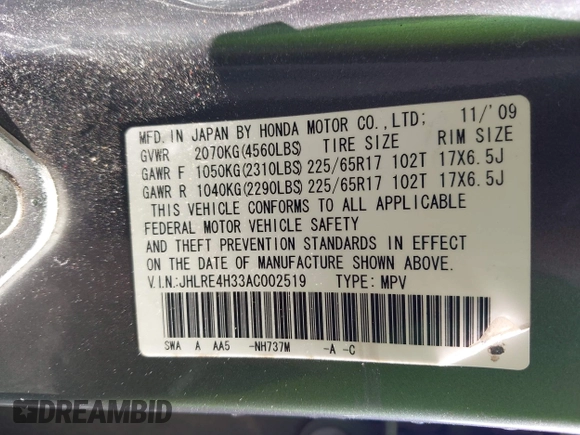 MFD. IN JAPAN BY HONDA MOTOR CO., LTD; 11/'09
GVWR 2070KG(4560LBS) TIRE SIZE RIM SIZE
GAWR F 1050KG(2310LBS) 225/65R17 102T 17X6.5J
GAWR R 1040KG(2290LBS) 225/65R17 102T 17X6.5J
THIS VEHICLE CONFORMS TO ALL APPLICABLE
FEDERAL MOTOR VEHICLE SAFETY
AND THEFT PREVENTION STANDARDS IN EFFECT
ON THE DATE OF MANUFACTURE SHOWN ABOVE.
V.I.N:JHLRE4H33AC002519 TYPE: MPV
SWA A AA5 -NH737M -A -C
DREAMBID